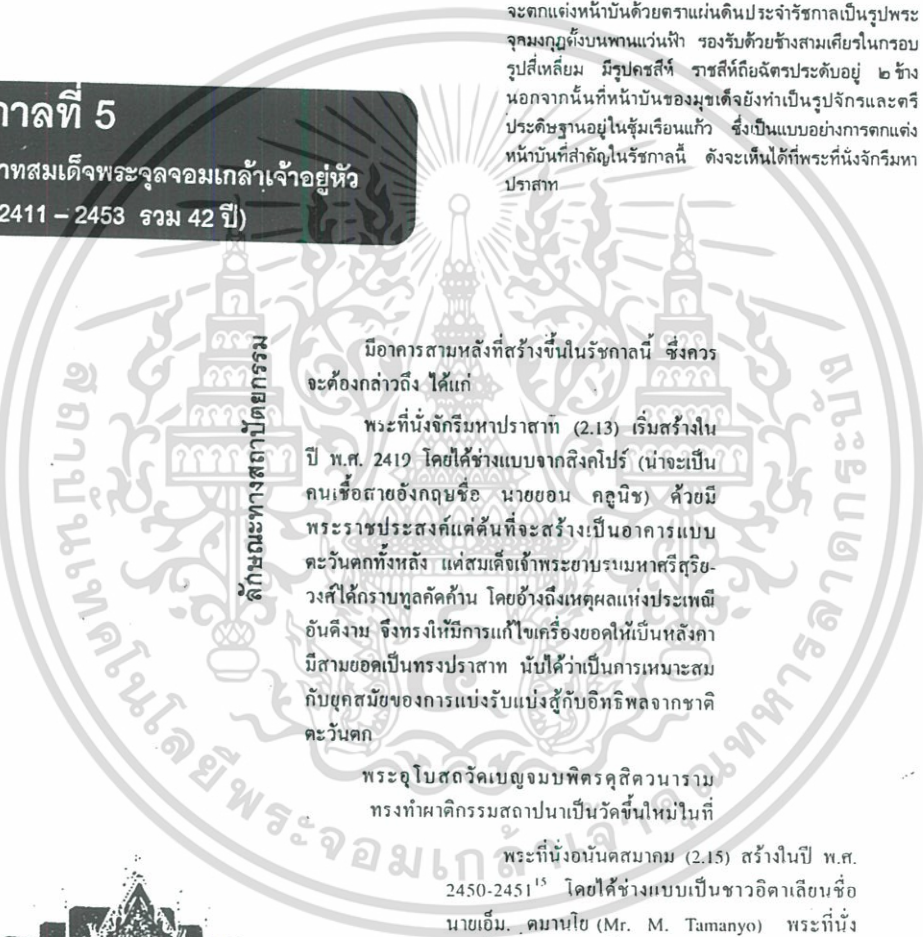 จะตกแต่งหน้าบันด้วยตราแผ่นดินประจำรัชกาลเป็นรูปพระ
จุลมงกุฎตั้งบนพานแว่นฟ้า รองรับด้วยช้างสามเศียรในกรอบ
รูปสี่เหลี่ยม มีรูปคชสีห์ ราชสีห์ถือฉัตรประดับอยู่ ๒ ข้าง
นอกจากนั้นที่หน้าบันของมุขเด็จยังทำเป็นรูปจักรและตรี
ประดิษฐานอยู่ในซุ้มเรือนแก้ว ซึ่งเป็นแบบอย่างการตกแต่ง
หน้าบันที่สำคัญในรัชกาลนี้ ดังจะเห็นได้ที่พระที่นั่งจักรีมหา
ปราสาท
กาลที่ 5
าทสมเด็จพระจุลจอมเกล้าเจ้าอยู่หัว
2411 – 2453 รวม 42 ปี)
ลักษณะทางสถาปัตยกรรม
มีอาคารสามหลังที่สร้างขึ้นในรัชกาลนี้ ซึ่งควร
จะต้องกล่าวถึง ได้แก่
พระที่นั่งจักรีมหาปราสาท (2.13) เริ่มสร้างใน
ปี พ.ศ. 2419 โดยได้ช่างแบบจากสิงคโปร์ (น่าจะเป็น
คนเชื้อสายอังกฤษชื่อ นายยอน คลูนิช) ด้วยมี
พระราชประสงค์แต่ต้นที่จะสร้างเป็นอาคารแบบ
ตะวันตกทั้งหลัง แต่สมเด็จเจ้าพระยาบรมมหาศรีสุริย-
วงศ์ได้กราบทูลคัดค้าน โดยอ้างถึงเหตุผลแห่งประเพณี
อันดีงาม จึงทรงให้มีการแก้ไขเครื่องยอดให้เป็นหลังคา
มีสามยอดเป็นทรงปราสาท นับได้ว่าเป็นการเหมาะสม
กับยุคสมัยของการแบ่งรับแบ่งสู้กับอิทธิพลจากชาติ
ตะวันตก
พระอุโบสถวัดเบญจมบพิตรดุสิตวนาราม
ทรงทำผาติกรรมสถาปนาเป็นวัดขึ้นใหม่ในที่
พระที่นั่งอนันตสมาคม (2.15) สร้างในปี พ.ศ.
2450-2451¹⁵ โดยได้ช่างแบบเป็นชาวอิตาเลียนชื่อ
นายเอ็ม. ตมานโย (Mr. M. Tamanyo) พระที่นั่ง
สถาบันเทคโนโลยีพระจอมเกล้าเจ้าคุณทหารลาดกระบัง